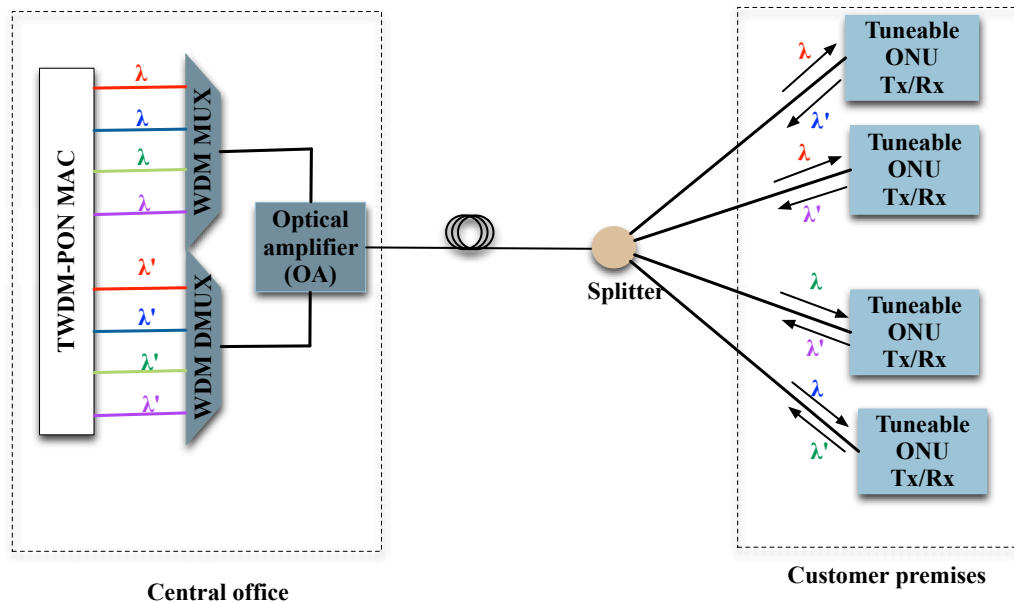 TWDM-PON MAC
λ
λ
λ
λ
λ'
λ'
λ'
λ'
WDM MUX
WDM DMUX
Optical
amplifier
(OA)
Central office
Splitter
λ
λ'
Tuneable
ONU
Tx/Rx
λ
λ'
Tuneable
ONU
Tx/Rx
λ
λ'
Tuneable
ONU
Tx/Rx
λ
λ'
Tuneable
ONU
Tx/Rx
Customer premises